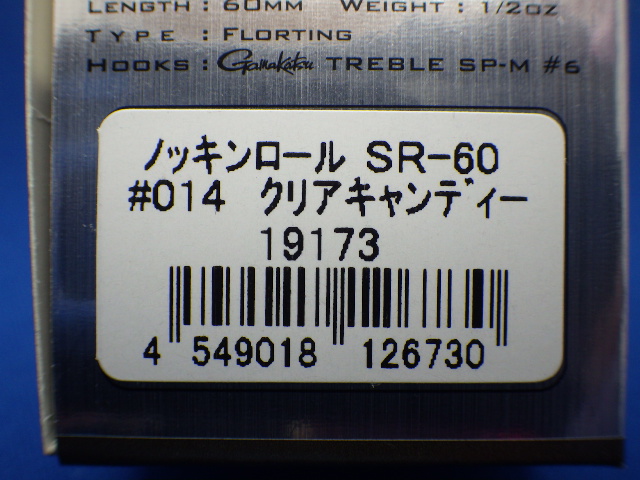 LENGTH : 60MM WEIGHT : 1/2OZ
TYPE : FLORTING
HOOKS : Gamakatsu TREBLE SP-M #6
ノッキンロール SR-60
#014 クリアキャンディー
19173
4 549018 126730